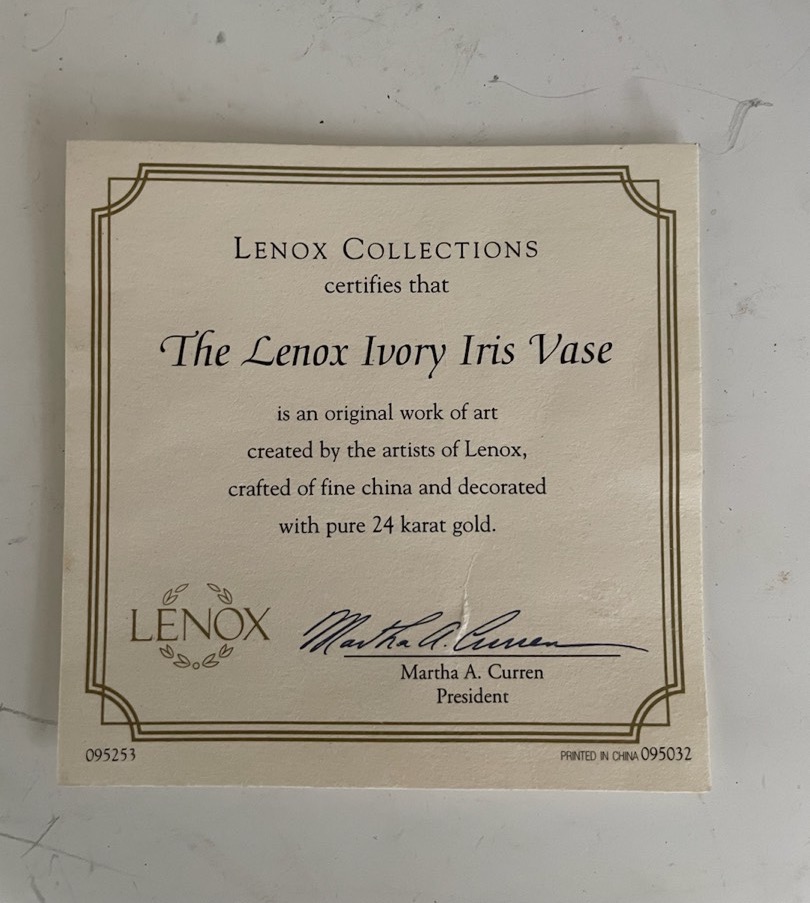 LENOX COLLECTIONS
certifies that
The Lenox Ivory Iris Vase
is an original work of art
created by the artists of Lenox,
crafted of fine china and decorated
with pure 24 karat gold.
LENOX
Martha A. Curren
Martha A. Curren
President
095253
PRINTED IN CHINA 095032